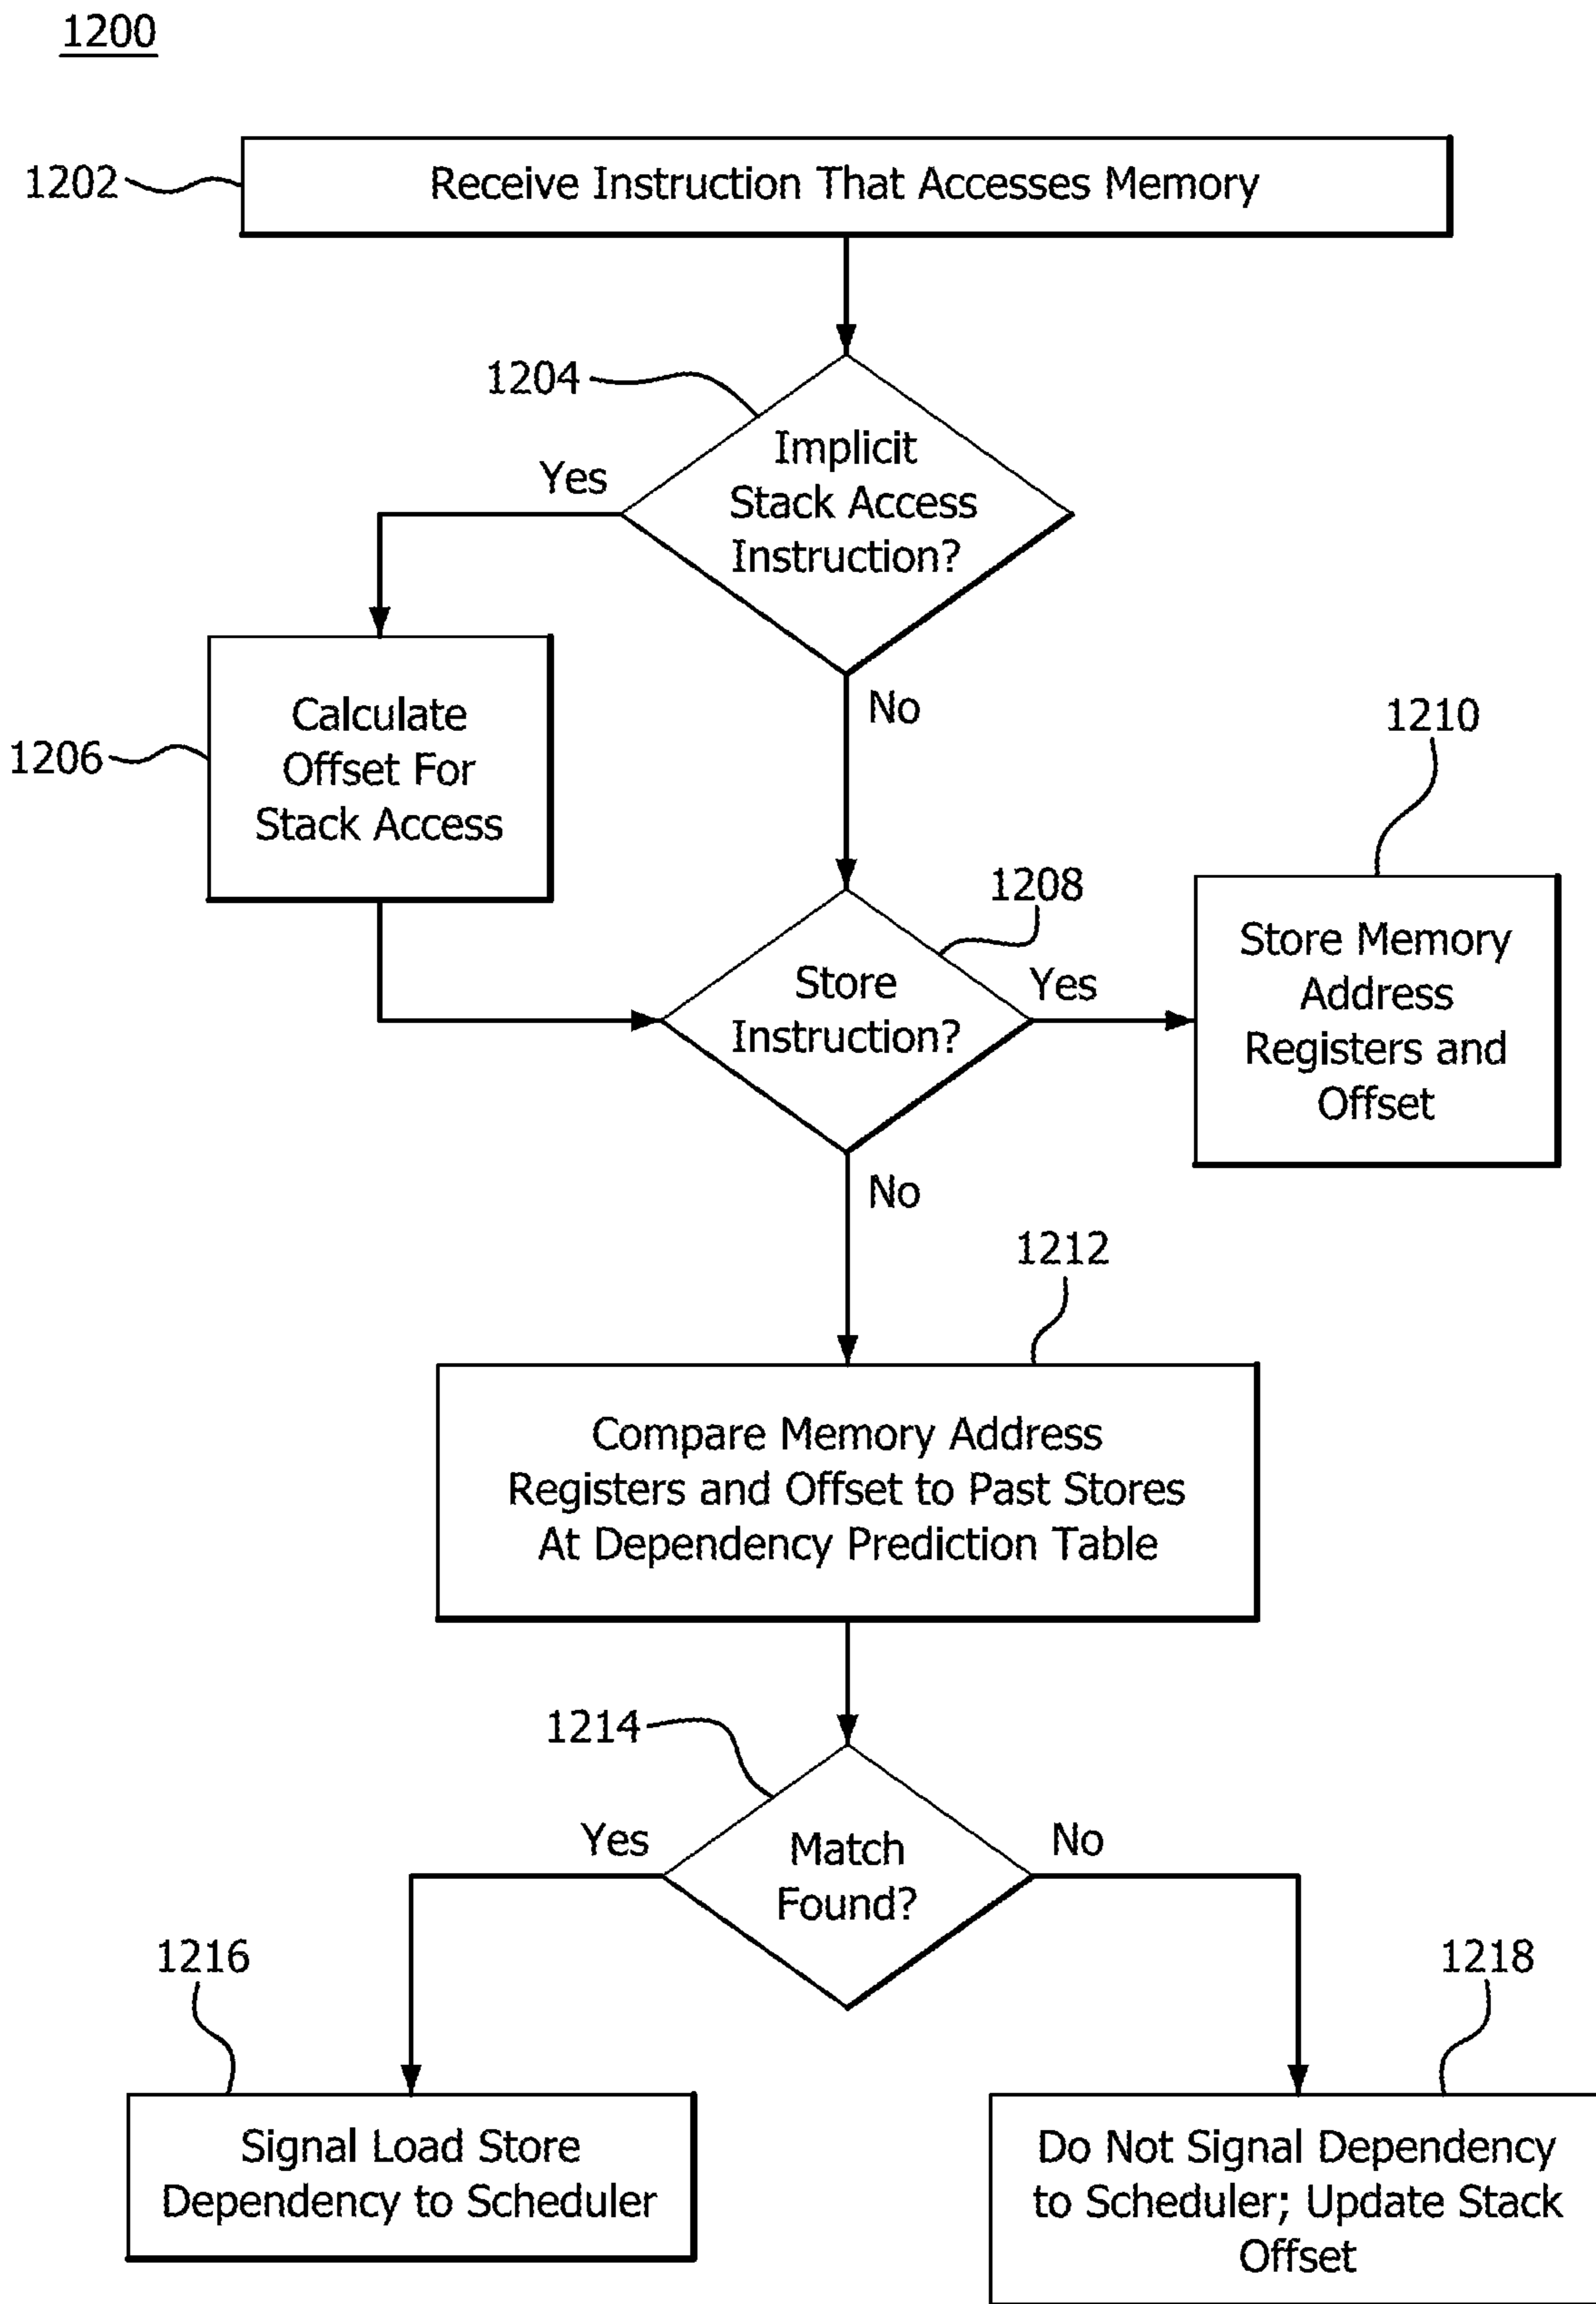 1200
1202
Receive Instruction That Accesses Memory
1204
Implicit
Stack Access
Instruction?
Yes
No
1206
Calculate
Offset For
Stack Access
1208
Store
Instruction?
Yes
No
1210
Store Memory
Address
Registers and
Offset
1212
Compare Memory Address
Registers and Offset to Past Stores
At Dependency Prediction Table
1214
Match
Found?
Yes
No
1216
Signal Load Store
Dependency to Scheduler
1218
Do Not Signal Dependency
to Scheduler; Update Stack
Offset